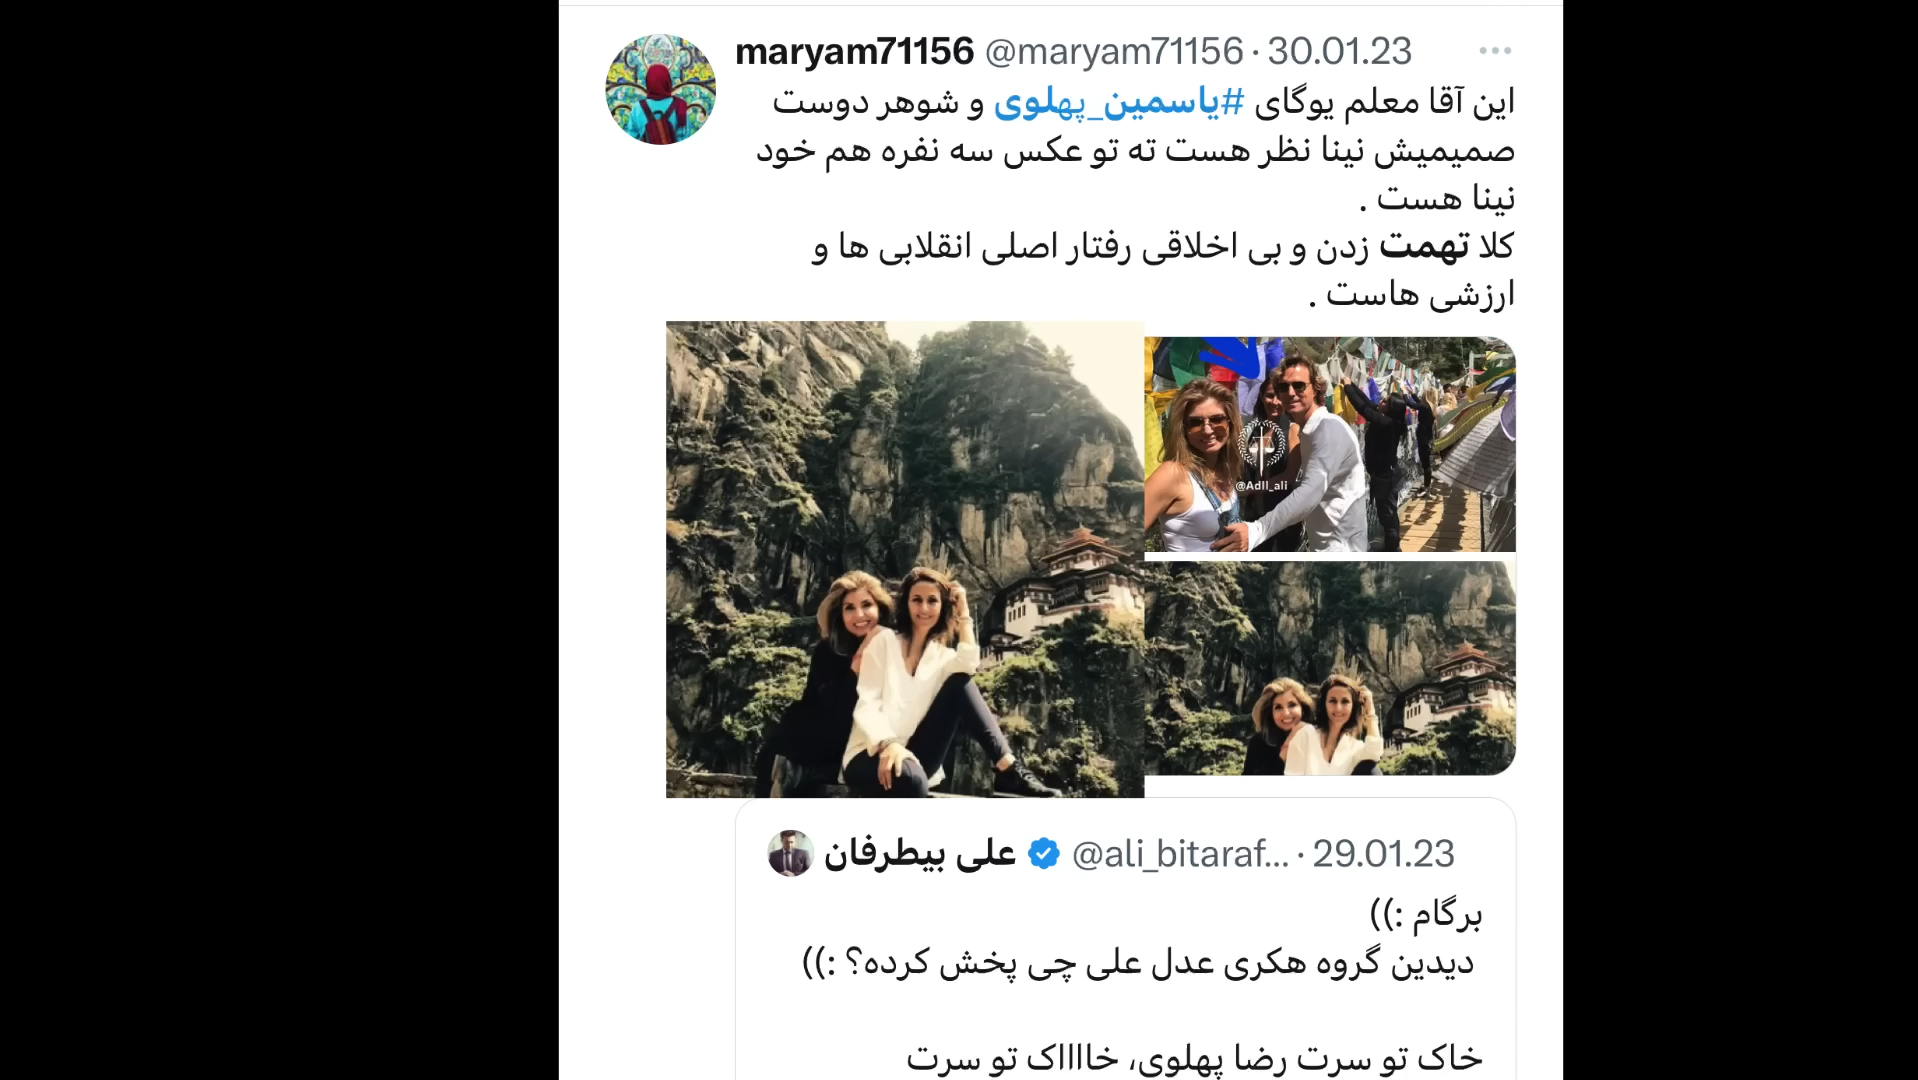 maryam71156 @maryam71156 · 30.01.23
این آقا معلم یوگای #یاسمین_پهلوی و شوهر دوست
صمیمیش نینا نظر هست ته تو عکس سه نفره هم خود
نینا هست .
کلا تهمت زدن و بی اخلاقی رفتار اصلی انقلابی ها و
ارزشی هاست .
@Adll_ali
علی بیطرفان @ali_bitaraf... · 29.01.23
برگام :))
دیدین گروه هکری عدل علی چی پخش کرده؟ :))
خاک تو سرت رضا پهلوی، خااااک تو سرت